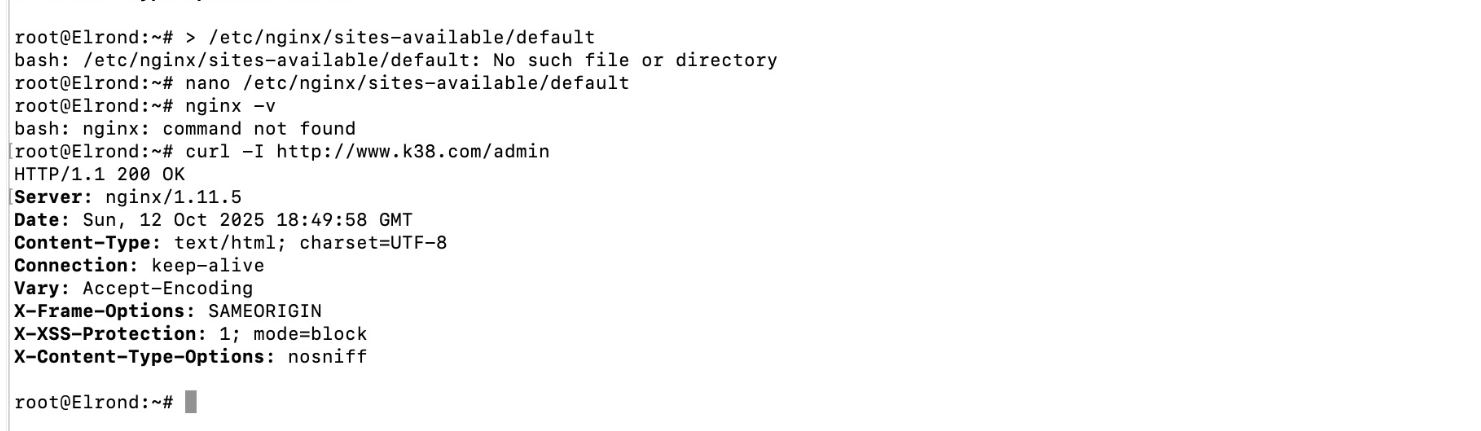 root@Elrond:~# > /etc/nginx/sites-available/default
bash: /etc/nginx/sites-available/default: No such file or directory
root@Elrond:~# nano /etc/nginx/sites-available/default
root@Elrond:~# nginx -v
bash: nginx: command not found
[root@Elrond:~# curl -I http://www.k38.com/admin
HTTP/1.1 200 OK
[Server: nginx/1.11.5
Date: Sun, 12 Oct 2025 18:49:58 GMT
Content-Type: text/html; charset=UTF-8
Connection: keep-alive
Vary: Accept-Encoding
X-Frame-Options: SAMEORIGIN
X-XSS-Protection: 1; mode=block
X-Content-Type-Options: nosniff
root@Elrond:~#